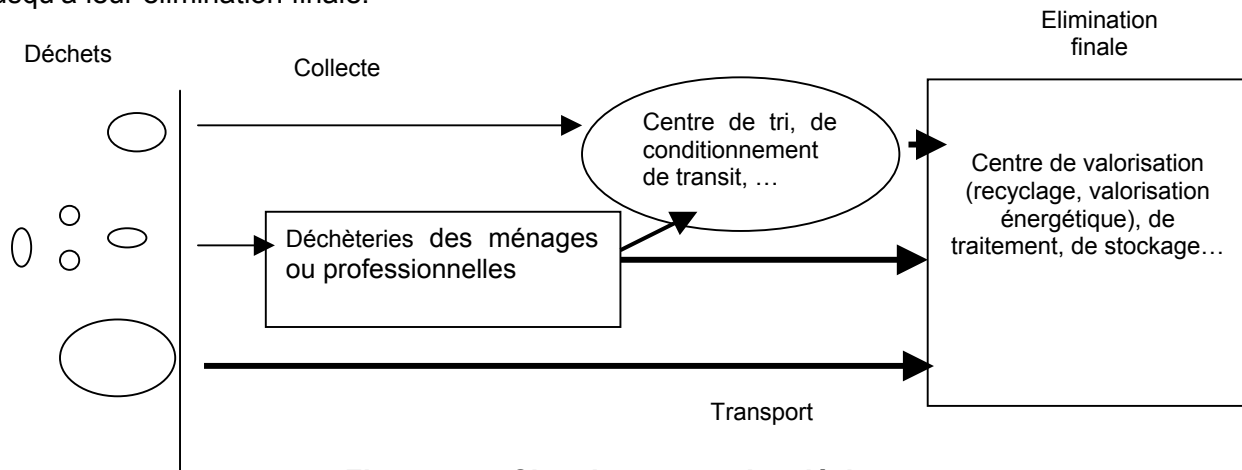 jusqu'à leur élimination finale.
Elimination
finale
Déchets
Collecte
Centre de tri, de
conditionnement
de transit, …
Centre de valorisation
(recyclage, valorisation
énergétique), de
traitement, de stockage…
Déchèteries des ménages
ou professionnelles
Transport